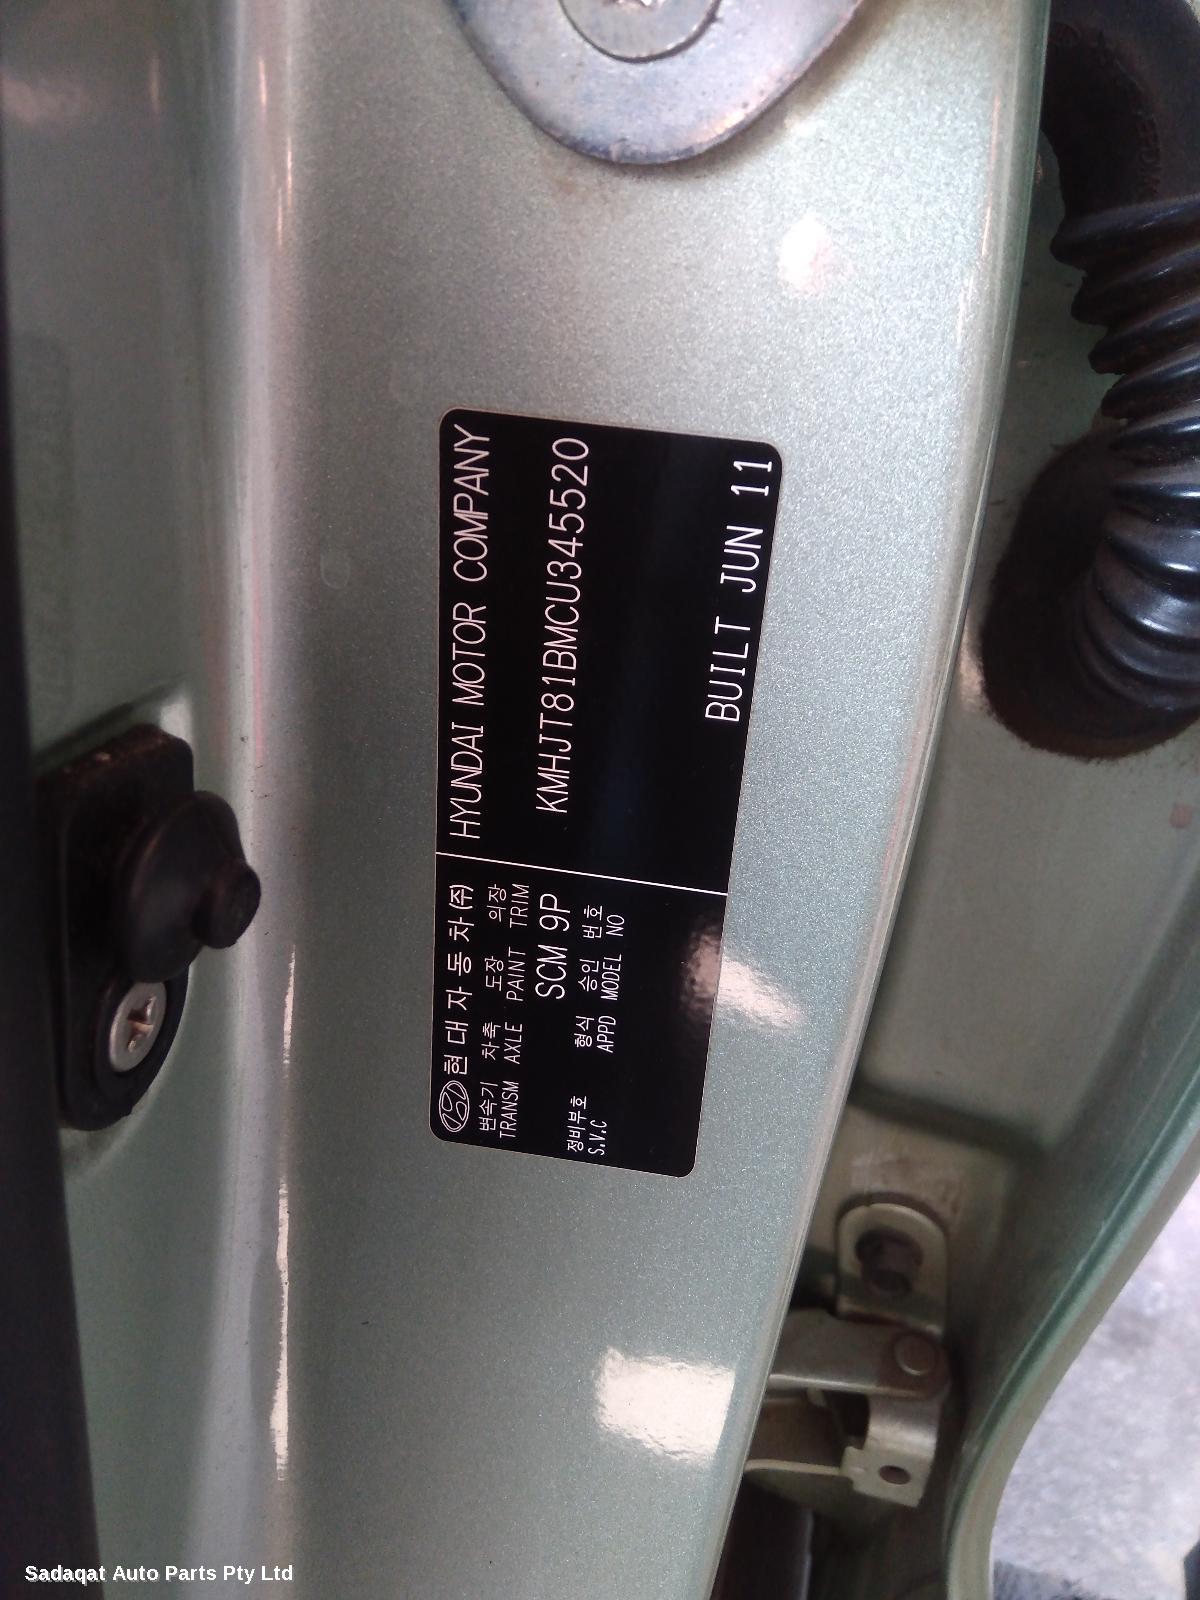 현대자동차(주) HYUNDAI MOTOR COMPANY
변속기 차축 도장 의장
TRANSM AXLE PAINT TRIM
SCM 9P KMHJT81BMCU345520
정비부호 형식 승인 번호
S.V.C APPD MODEL NO
BUILT JUN 11
Sadaqat Auto Parts Pty Ltd